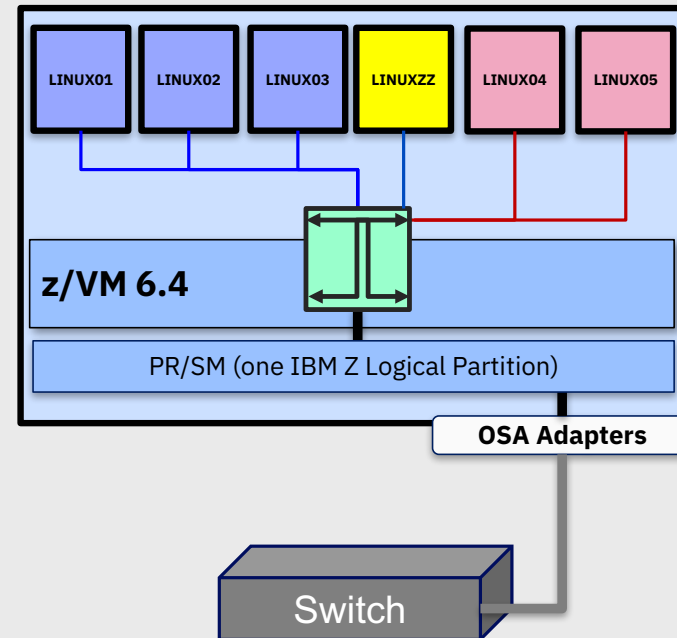 LINUX01 LINUX02 LINUX03 LINUXZZ LINUX04 LINUX05
z/VM 6.4
PR/SM (one IBM Z Logical Partition)
OSA Adapters
Switch